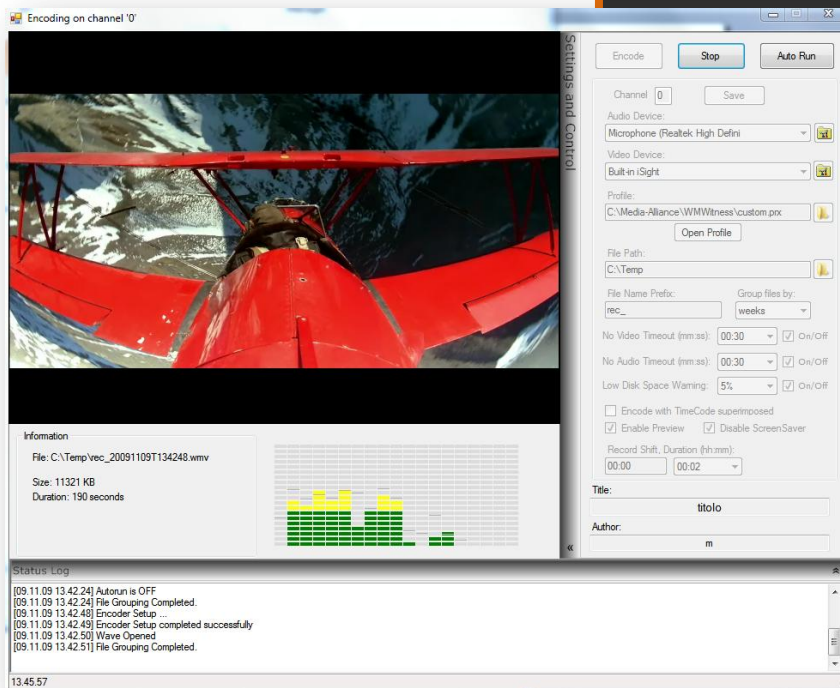 Encoding on channel '0'
Settings and Control
Encode
Stop
Auto Run
Channel 0
Save
Audio Device:
Microphone (Realtek High Defini
Video Device:
Built-in iSight
Profile:
C:\Media-Alliance\WMWitness\custom.prx
Open Profile
File Path:
C:\Temp
File Name Prefix: Group files by:
rec_ weeks
No Video Timeout (mm:ss): 00:30 On/Off
No Audio Timeout (mm:ss): 00:30 On/Off
Low Disk Space Warning: 5% On/Off
Encode with TimeCode superimposed
Enable Preview Disable ScreenSaver
Record Shift, Duration (hh:mm):
00:00 00:02
Title:
titolo
Author:
m
Information
File: C:\Temp\rec_20091109T134248.wmv
Size: 11321 KB
Duration: 190 seconds
«
Status Log
[09.11.09 13.42.24] Autorun is OFF
[09.11.09 13.42.24] File Grouping Completed.
[09.11.09 13.42.48] Encoder Setup ...
[09.11.09 13.42.49] Encoder Setup completed successfully
[09.11.09 13.42.50] Wave Opened
[09.11.09 13.42.51] File Grouping Completed.
13.45.57